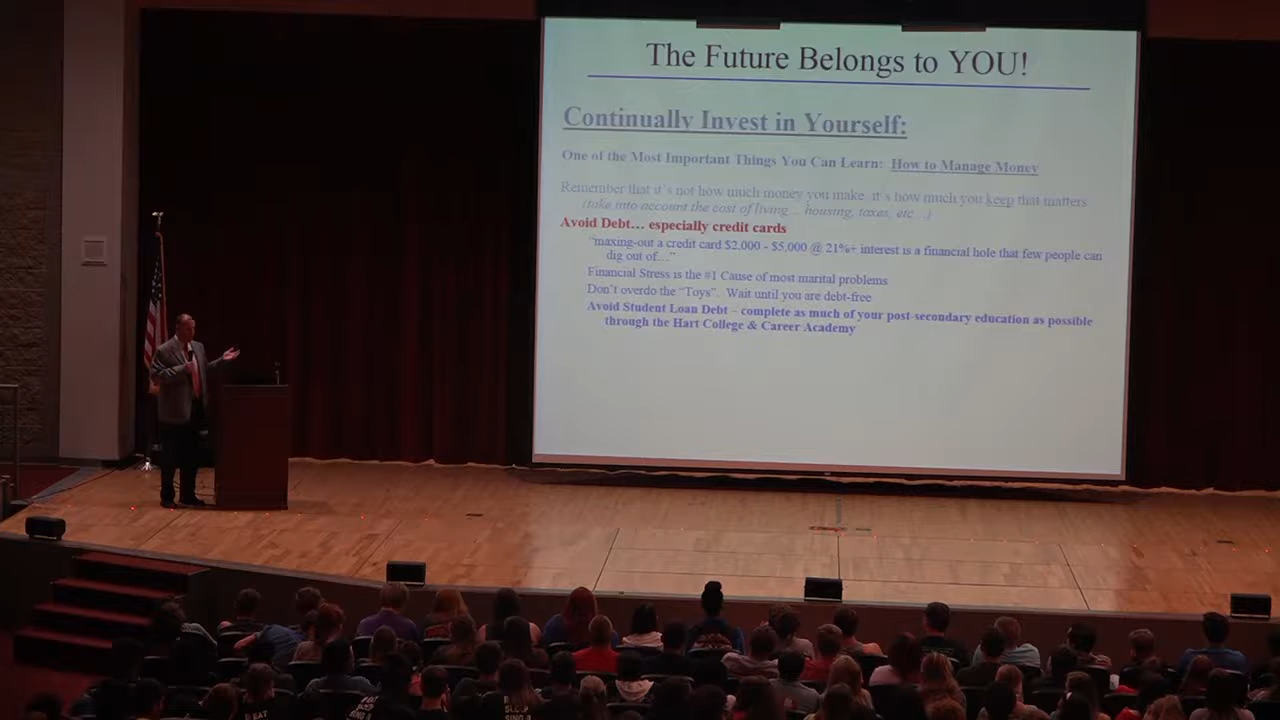 The Future Belongs to YOU!
Continually Invest in Yourself:
One of the Most Important Things You Can Learn: How to Manage Money
Remember that it's not how much money you make it's how much you keep that matters
(take into account the cost of living... housing, taxes, etc...)
Avoid Debt... especially credit cards
"maxing-out a credit card $2,000 - $5,000 @ 21%+ interest is a financial hole that few people can
dig out of..."
Financial Stress is the #1 Cause of most marital problems
Don't overdo the "Toys". Wait until you are debt-free
Avoid Student Loan Debt – complete as much of your post-secondary education as possible
through the Hart College & Career Academy